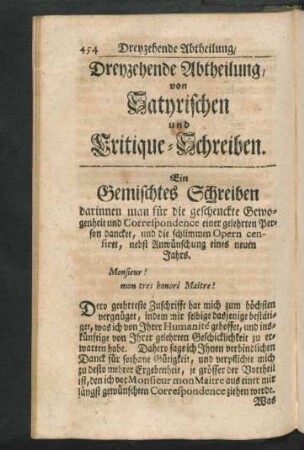 454 Dreyzehende Abtheilung/
Dreyzehende Abtheilung/
von
Satyrischen
und
Critique-Schreiben.
Ein
Gemischtes Schreiben
darinnen man für die geschenckte Gewo-
genheit und Correspondence einer gelehrten Per-
son dancket, und die schlimmen Opern cen-
siret, nebst Anwünschung eines neuen
Jahrs.
Monsieur!
mon tres honoré Maitre!
Dero geehrteste Zuschrifft hat mich zum höchsten
vergnüget, indem mir selbige dasjenige bestäti-
get, was ich von Ihrer Humanité gehoffet, und ins-
künfftige von Ihrer gelehrten Geschicklichkeit zu er-
warten habe. Dahero sage ich Ihnen verbindlichen
Danck für sothane Gütigkeit, und verpflichte mich
zu desto mehrer Ergebenheit, je grösser der Vortheil
ist, den ich vor Monsieur mon Maitre aus einer mit
längst gewünschten Correspondence ziehen werde.
Was